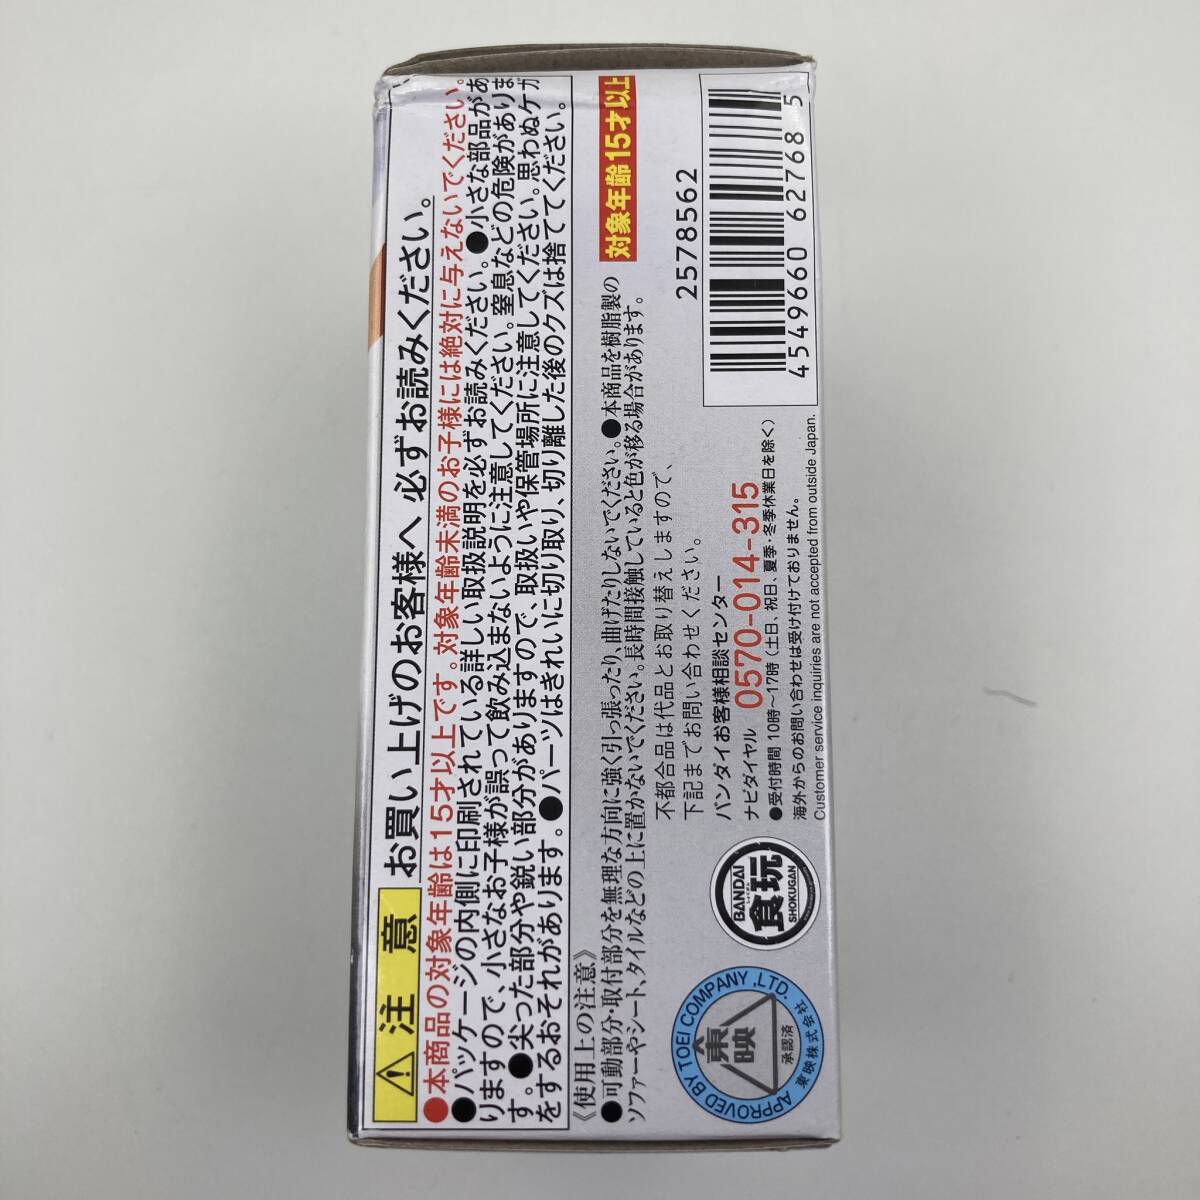 注意
お買い上げのお客様へ 必ずお読みください。
●本商品の対象年齢は15才以上です。対象年齢未満のお子様には絶対に与えないでください。
●パッケージの内側に印刷されている詳しい取扱説明を必ずお読みください。●小さな部品があ
りますので、小さなお子様が誤って飲み込まないように注意してください。窒息などの危険がありま
す。●尖った部分や鋭い部分がありますので、取扱いや保管場所に注意してください。思わぬケガ
をするおそれがあります。●パーツはきれいに切り取り、切り離した後のクズは捨ててください。
《使用上の注意》
●可動部分・取付部分を無理な方向に強く引っ張ったり、曲げたりしないでください。●本商品を樹脂製の
ソファーやシート、タイルなどの上に置かないでください。長時間接触していると色が移る場合があります。
対象年齢15才以上
不都合品は代品とお取り替えしますので、
下記までお問い合わせください。
バンダイお客様相談センター
ナビダイヤル 0570-014-315
●受付時間 10時〜17時（土日、祝日、夏季・冬季休業日を除く）
海外からのお問い合わせは受け付けておりません。
Customer service inquiries are not accepted from outside Japan.
2578562
4549660 627685
BANDAI
食玩
SHOKUGAN
APPROVED BY TOEI COMPANY, LTD.
東映
承認済
東映株式会社